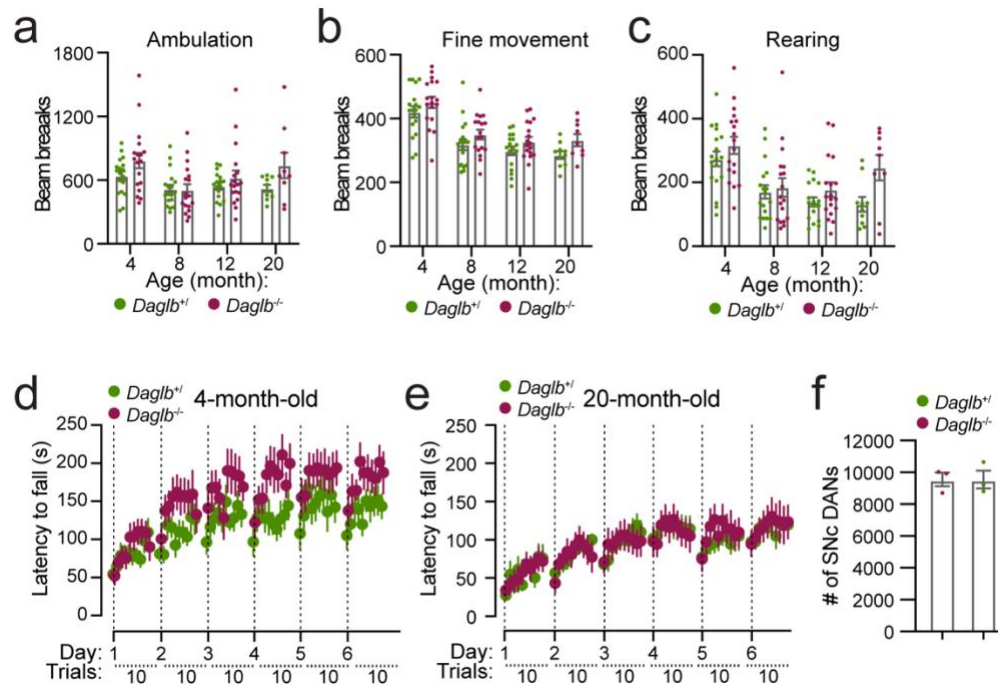 a
Ambulation
Beam breaaks
1800
1200
600
0
4 8 12 20
Age (month):
Daglb+/ Daglb-/-
b
Fine movement
Beam breaaks
600
400
200
0
4 8 12 20
Age (month):
Daglb+/ Daglb-/-
c
Rearing
Beam breaaks
600
400
200
0
4 8 12 20
Age (month):
Daglb+/ Daglb-/-
d
Daglb+/
Daglb-/-
4-month-old
Latency to fall (s)
250
200
150
100
50
0
Day: 1 2 3 4 5 6
Trials: 10 10 10 10 10 10
e
Daglb+/
Daglb-/-
20-month-old
Latency to fall (s)
250
200
150
100
50
0
Day: 1 2 3 4 5 6
Trials: 10 10 10 10 10 10
f
Daglb+/
Daglb-/-
# of SNc DANs
12000
10000
8000
6000
4000
2000
0